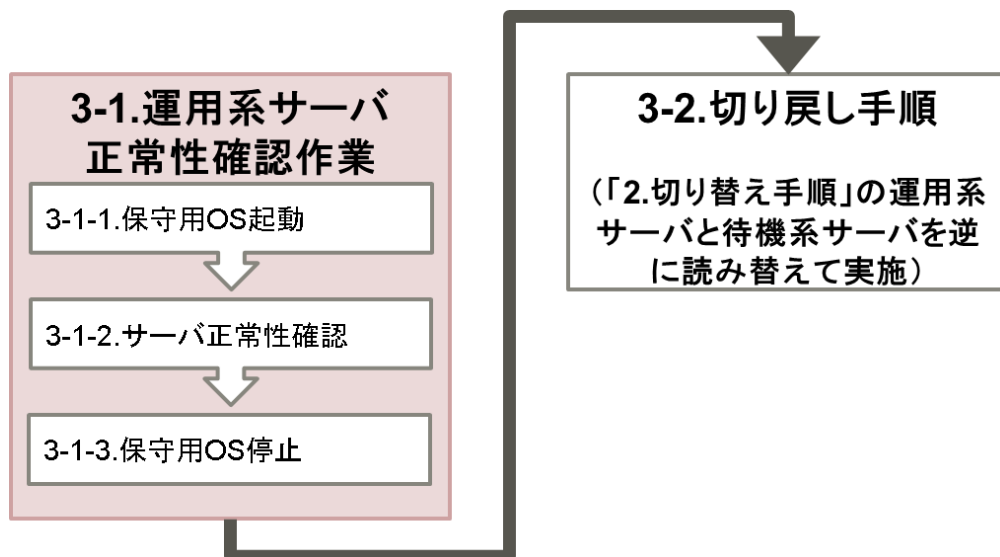 3-1.運用系サーバ
正常性確認作業
3-1-1.保守用OS起動
3-1-2.サーバ正常性確認
3-1-3.保守用OS停止
3-2.切り戻し手順
（「2.切り替え手順」の運用系
サーバと待機系サーバを逆
に読み替えて実施）